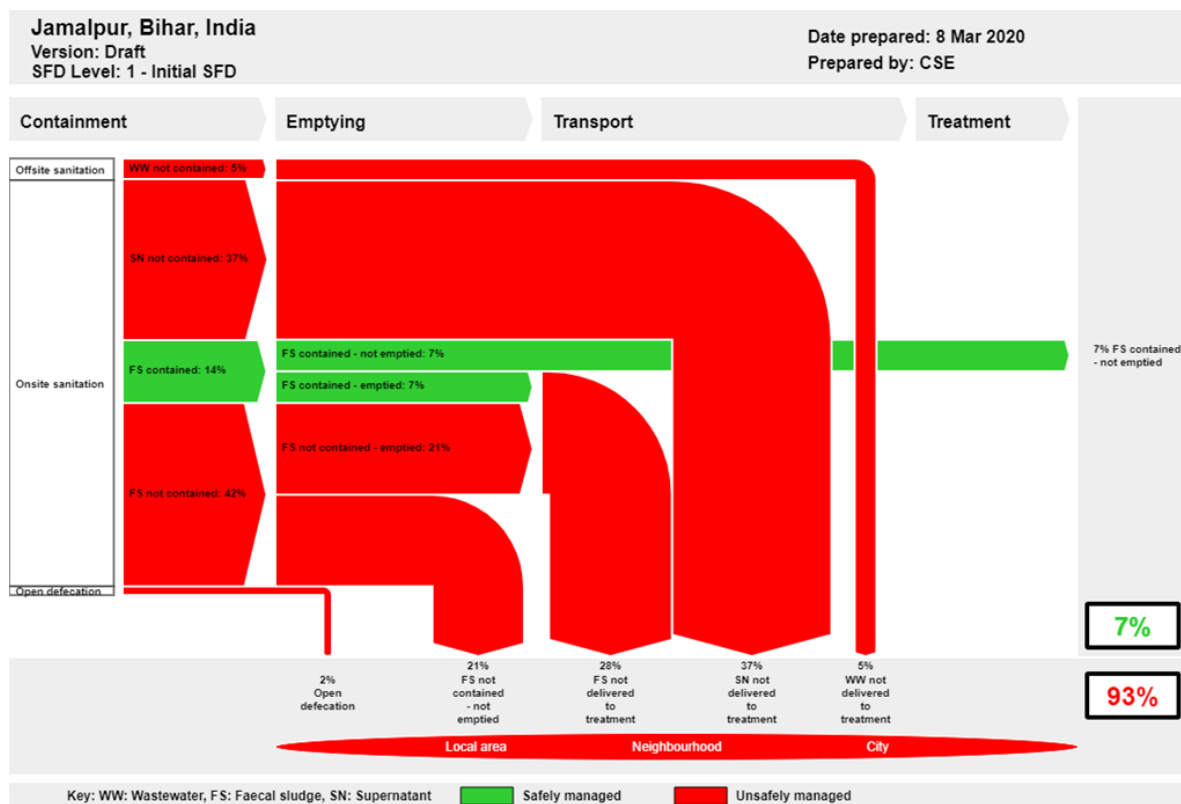 Jamalpur, Bihar, India
Version: Draft
SFD Level: 1 - Initial SFD
Date prepared: 8 Mar 2020
Prepared by: CSE
Containment
Emptying
Transport
Treatment
Offsite sanitation
WW not contained: 5%
SN not contained: 37%
Onsite sanitation
FS contained: 14%
FS contained - not emptied: 7%
FS contained - emptied: 7%
7% FS contained
- not emptied
FS not contained - emptied: 21%
FS not contained: 42%
Open defecation
7%
93%
2%
Open
defecation
21%
FS not
contained
- not
emptied
28%
FS not
delivered
to
treatment
37%
SN not
delivered
to
treatment
5%
WW not
delivered
to
treatment
Local area
Neighbourhood
City
Key: WW: Wastewater, FS: Faecal sludge, SN: Supernatant
Safely managed
Unsafely managed